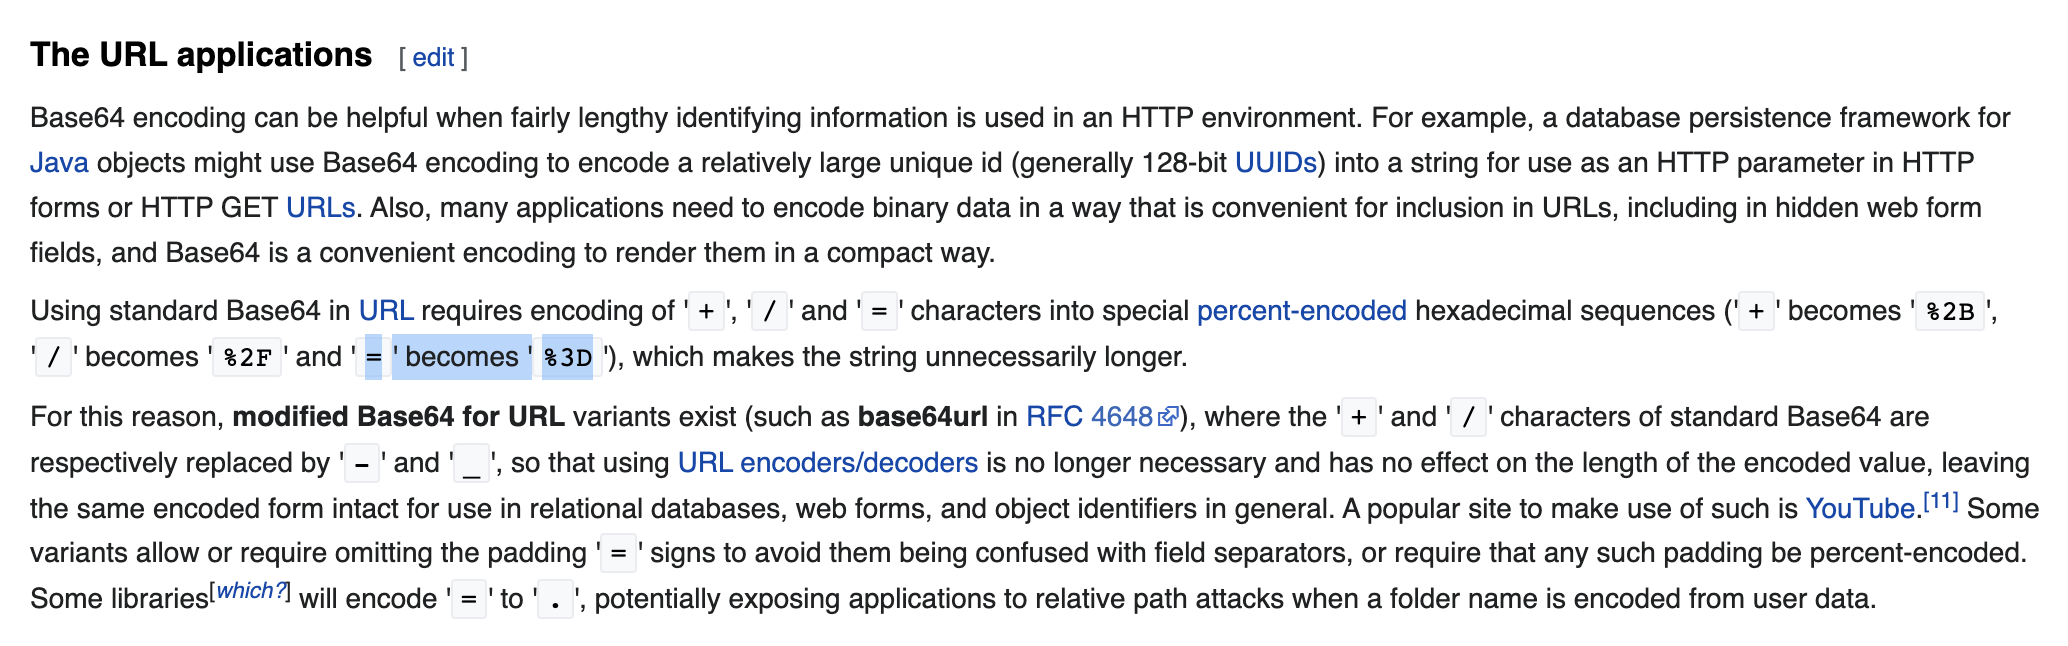 The URL applications [ edit ]
Base64 encoding can be helpful when fairly lengthy identifying information is used in an HTTP environment. For example, a database persistence framework for
Java objects might use Base64 encoding to encode a relatively large unique id (generally 128-bit UUIDs) into a string for use as an HTTP parameter in HTTP
forms or HTTP GET URLs. Also, many applications need to encode binary data in a way that is convenient for inclusion in URLs, including in hidden web form
fields, and Base64 is a convenient encoding to render them in a compact way.
Using standard Base64 in URL requires encoding of '+', '/' and '=' characters into special percent-encoded hexadecimal sequences ('+' becomes '%2B',
'/' becomes '%2F' and '=' becomes '%3D'), which makes the string unnecessarily longer.
For this reason, modified Base64 for URL variants exist (such as base64url in RFC 4648), where the '+' and '/' characters of standard Base64 are
respectively replaced by '-' and '_', so that using URL encoders/decoders is no longer necessary and has no effect on the length of the encoded value, leaving
the same encoded form intact for use in relational databases, web forms, and object identifiers in general. A popular site to make use of such is YouTube.[11] Some
variants allow or require omitting the padding '=' signs to avoid them being confused with field separators, or require that any such padding be percent-encoded.
Some libraries[which?] will encode '=' to '.', potentially exposing applications to relative path attacks when a folder name is encoded from user data.